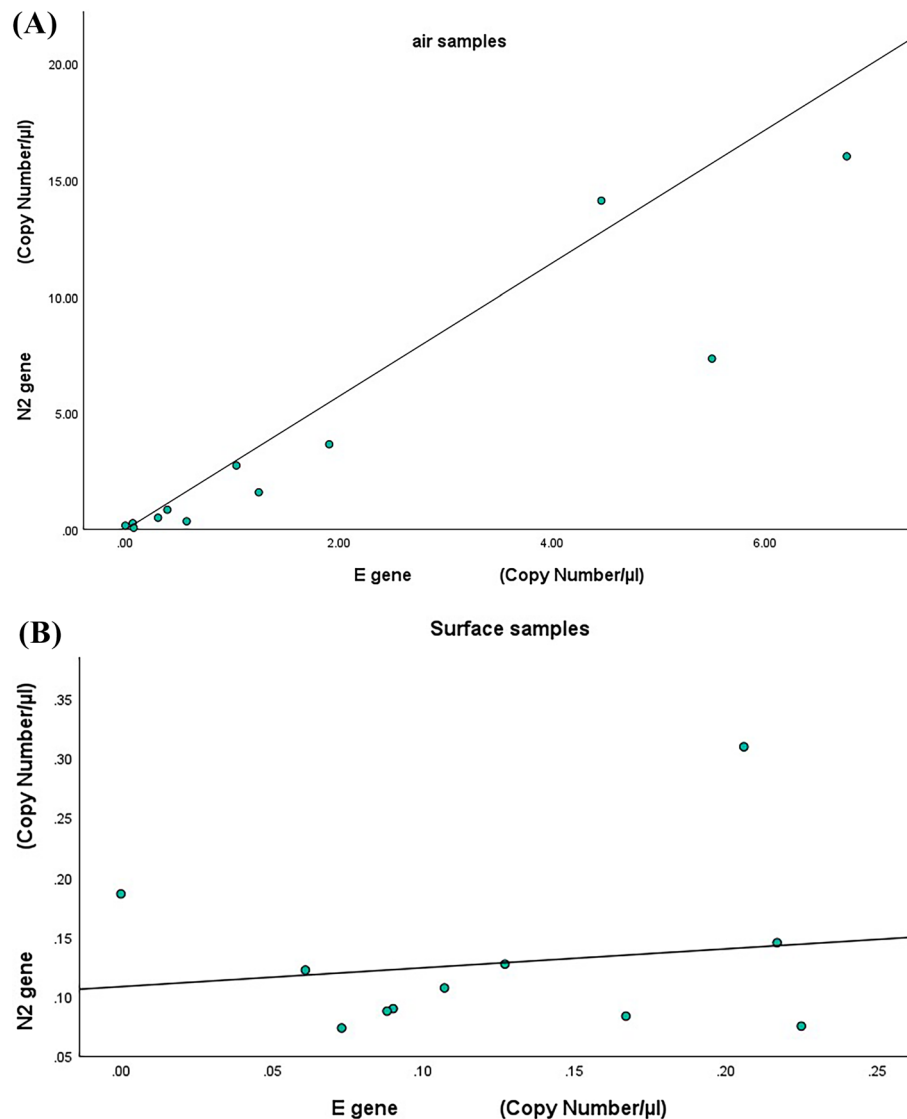 (A)
air samples
20.00
15.00
10.00
5.00
.00
N2 gene (Copy Number/µl)
.00 2.00 4.00 6.00
E gene (Copy Number/µl)
(B)
Surface samples
.35
.30
.25
.20
.15
.10
.05
N2 gene (Copy Number/µl)
.00 .05 .10 .15 .20 .25
E gene (Copy Number/µl)